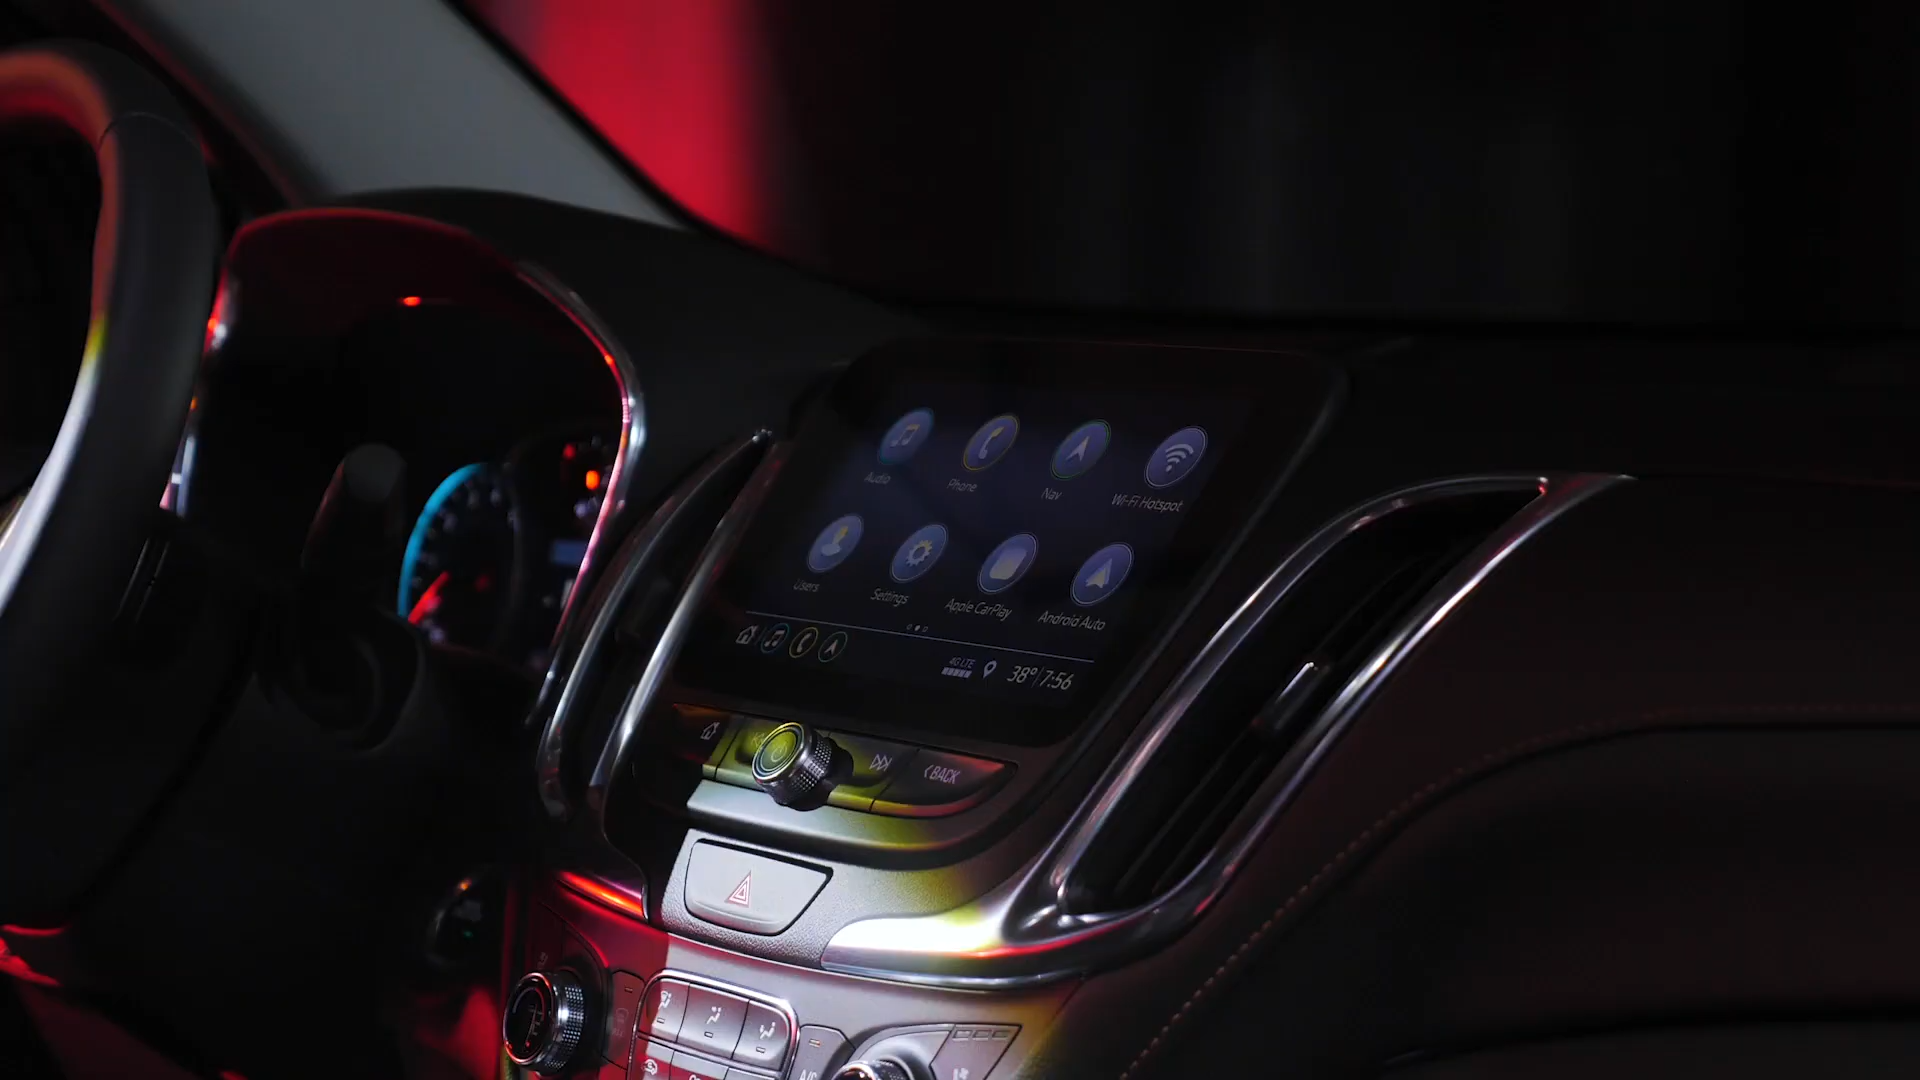 Audio
Phone
Nav
Wi-Fi Hotspot
Users
Settings
Apple CarPlay
Android Auto
4G LTE
38° 7:56
BACK
A/C